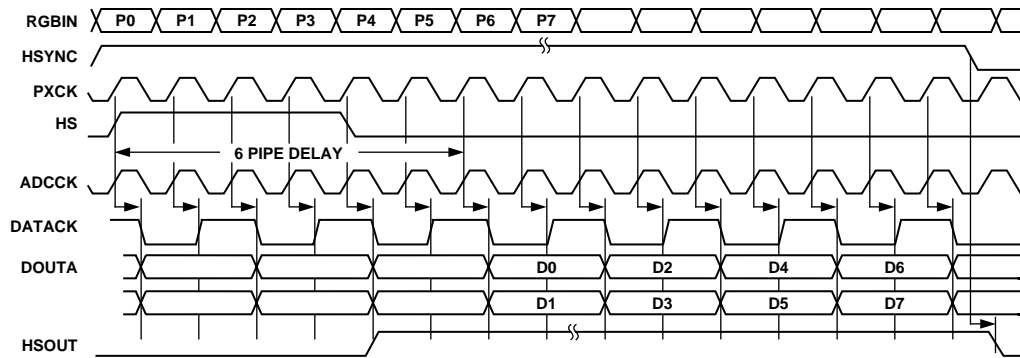 RGBIN P0 P1 P2 P3 P4 P5 P6 P7
HSYNC
PXCK
HS
6 PIPE DELAY
ADCCK
DATACK
DOUTA D0 D2 D4 D6
D1 D3 D5 D7
HSOUT